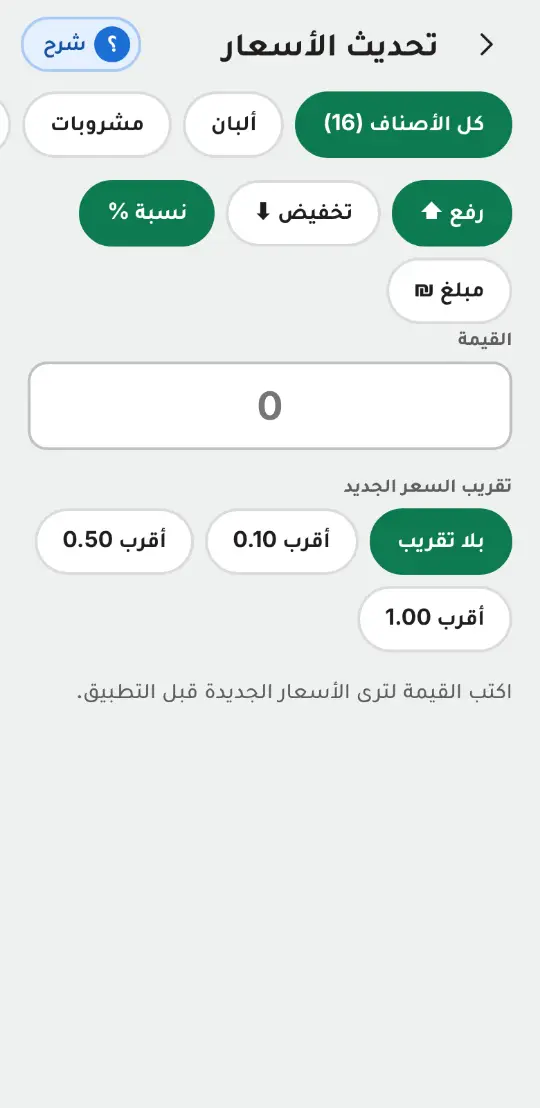 تحديث الأسعار
؟ شرح
كل الأصناف (16) ألبان مشروبات
رفع ⬆ تخفيض ⬇ نسبة %
مبلغ ₪
القيمة
0
تقريب السعر الجديد
بلا تقريب أقرب 0.10 أقرب 0.50
أقرب 1.00
اكتب القيمة لترى الأسعار الجديدة قبل التطبيق.